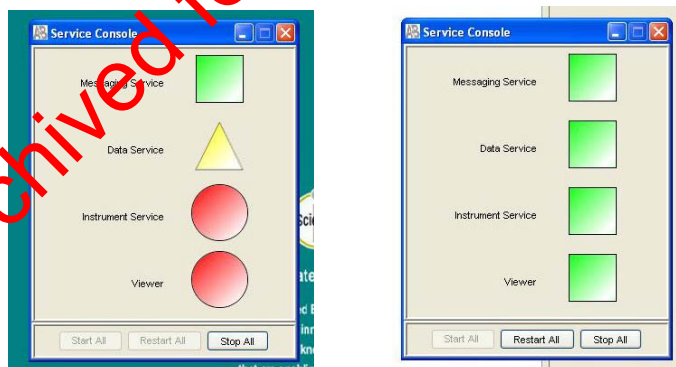 Service Console
Messaging Service
Data Service
Instrument Service
Viewer
Start All Restart All Stop All
Service Console
Messaging Service
Data Service
Instrument Service
Viewer
Start All Restart All Stop All